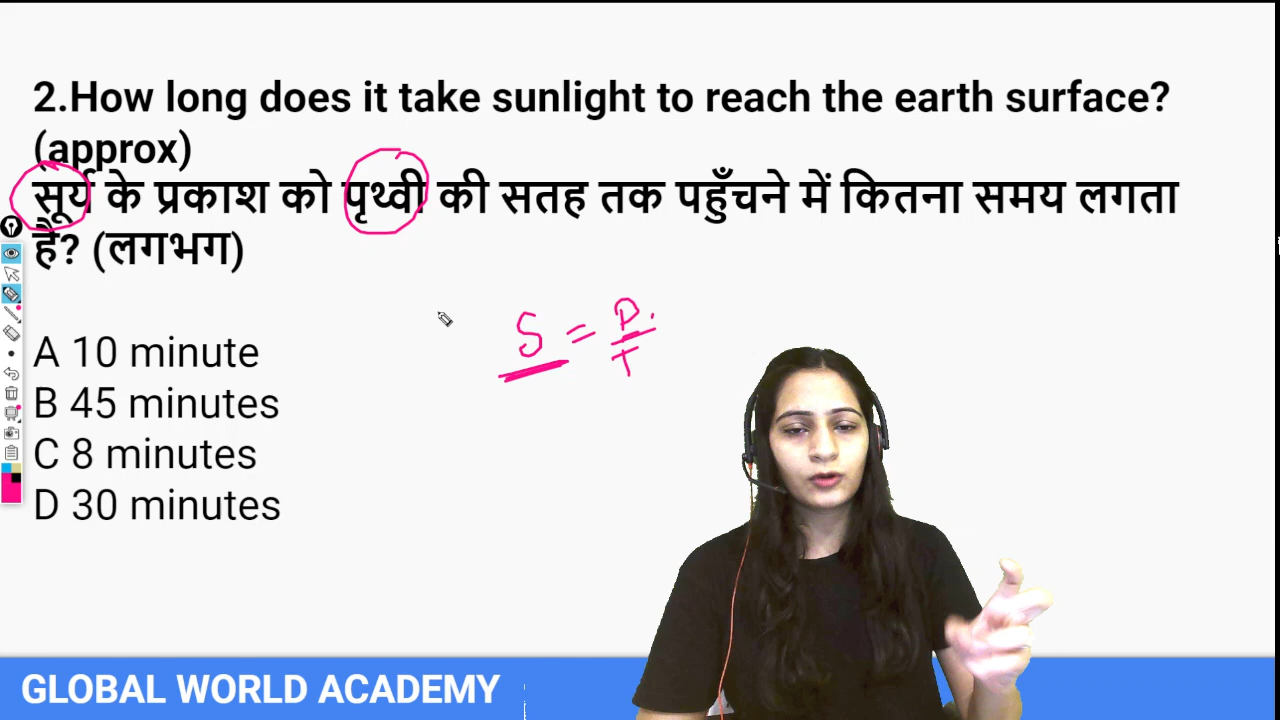 2.How long does it take sunlight to reach the earth surface?
(approx)
सूर्य के प्रकाश को पृथ्वी की सतह तक पहुँचने में कितना समय लगता
है? (लगभग)
S = D.
T
A 10 minute
B 45 minutes
C 8 minutes
D 30 minutes
GLOBAL WORLD ACADEMY